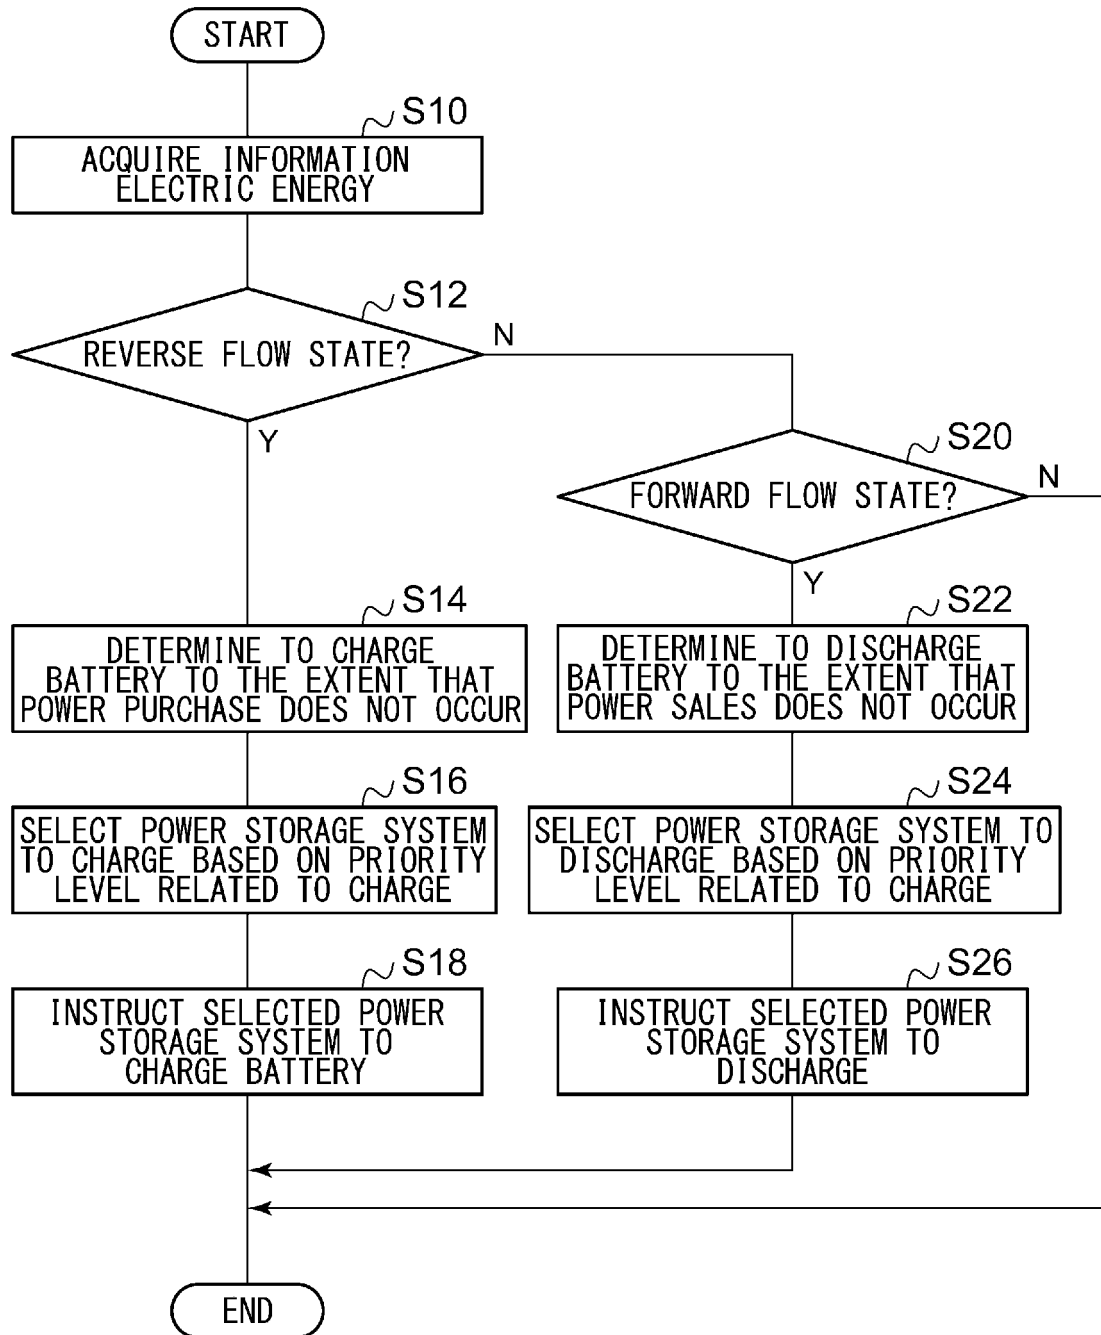 START
S10
ACQUIRE INFORMATION
ELECTRIC ENERGY
S12
REVERSE FLOW STATE?
N
Y
S20
FORWARD FLOW STATE?
N
Y
S14
DETERMINE TO CHARGE
BATTERY TO THE EXTENT THAT
POWER PURCHASE DOES NOT OCCUR
S22
DETERMINE TO DISCHARGE
BATTERY TO THE EXTENT THAT
POWER SALES DOES NOT OCCUR
S16
SELECT POWER STORAGE SYSTEM
TO CHARGE BASED ON PRIORITY
LEVEL RELATED TO CHARGE
S24
SELECT POWER STORAGE SYSTEM TO
DISCHARGE BASED ON PRIORITY
LEVEL RELATED TO CHARGE
S18
INSTRUCT SELECTED POWER
STORAGE SYSTEM TO
CHARGE BATTERY
S26
INSTRUCT SELECTED POWER
STORAGE SYSTEM TO
DISCHARGE
END